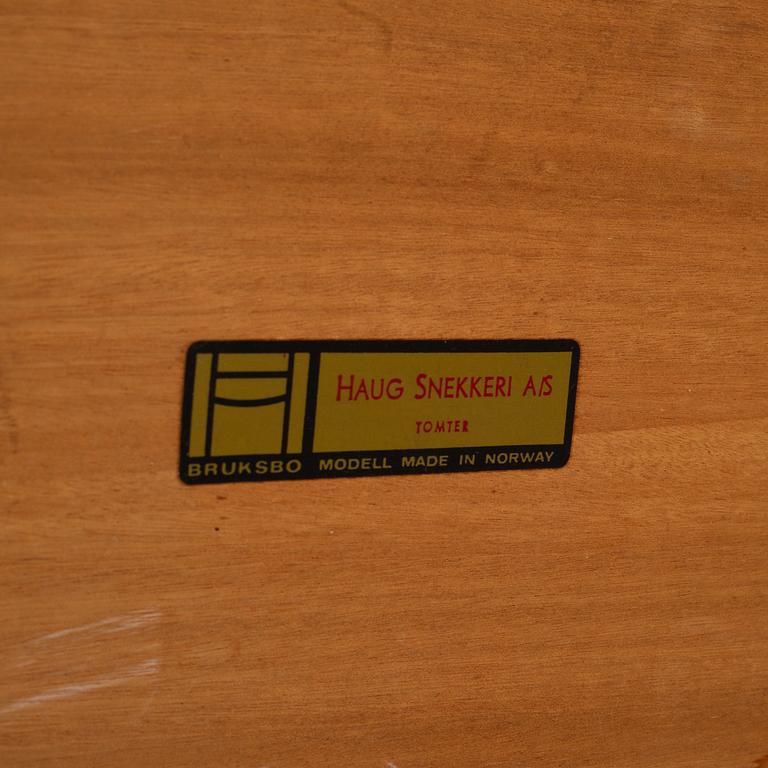 HAUG SNEKKERI A/S
TOMTER
BRUKSBO MODELL MADE IN NORWAY